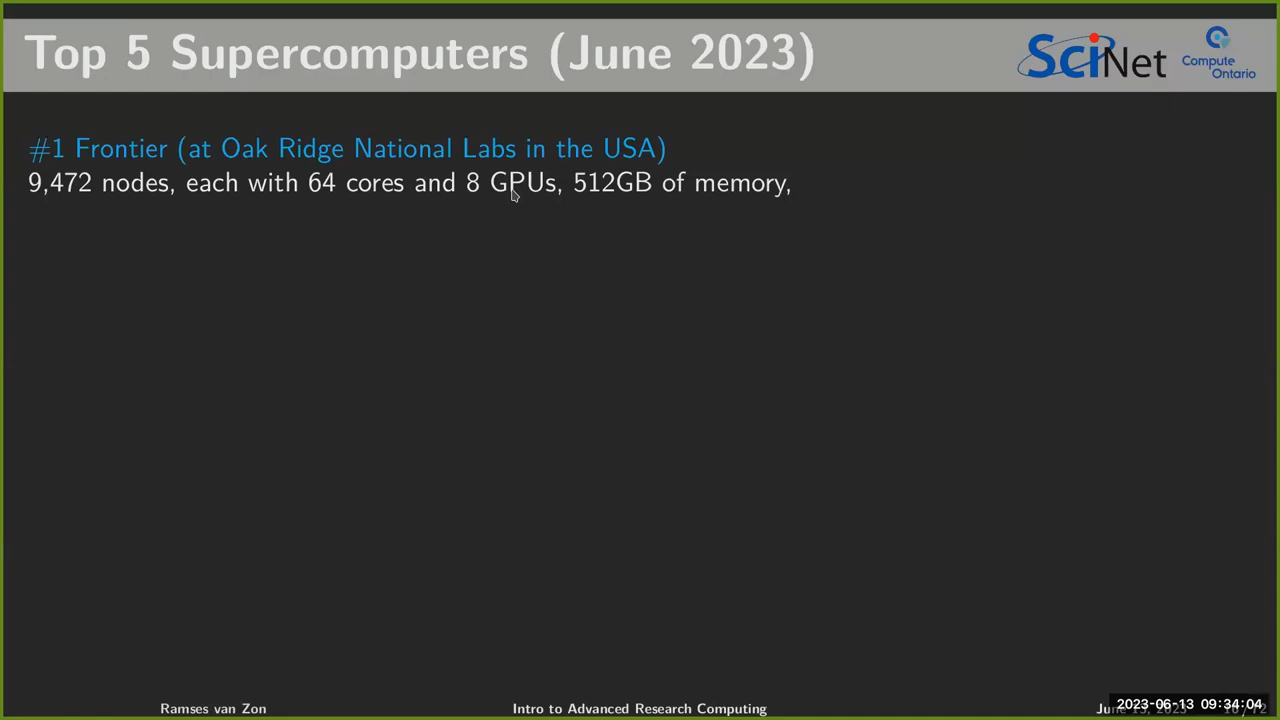 Top 5 Supercomputers (June 2023)
SciNet
Compute
Ontario
#1 Frontier (at Oak Ridge National Labs in the USA)
9,472 nodes, each with 64 cores and 8 GPUs, 512GB of memory,
Ramses van Zon
Intro to Advanced Research Computing
2023-06-13 09:34:04